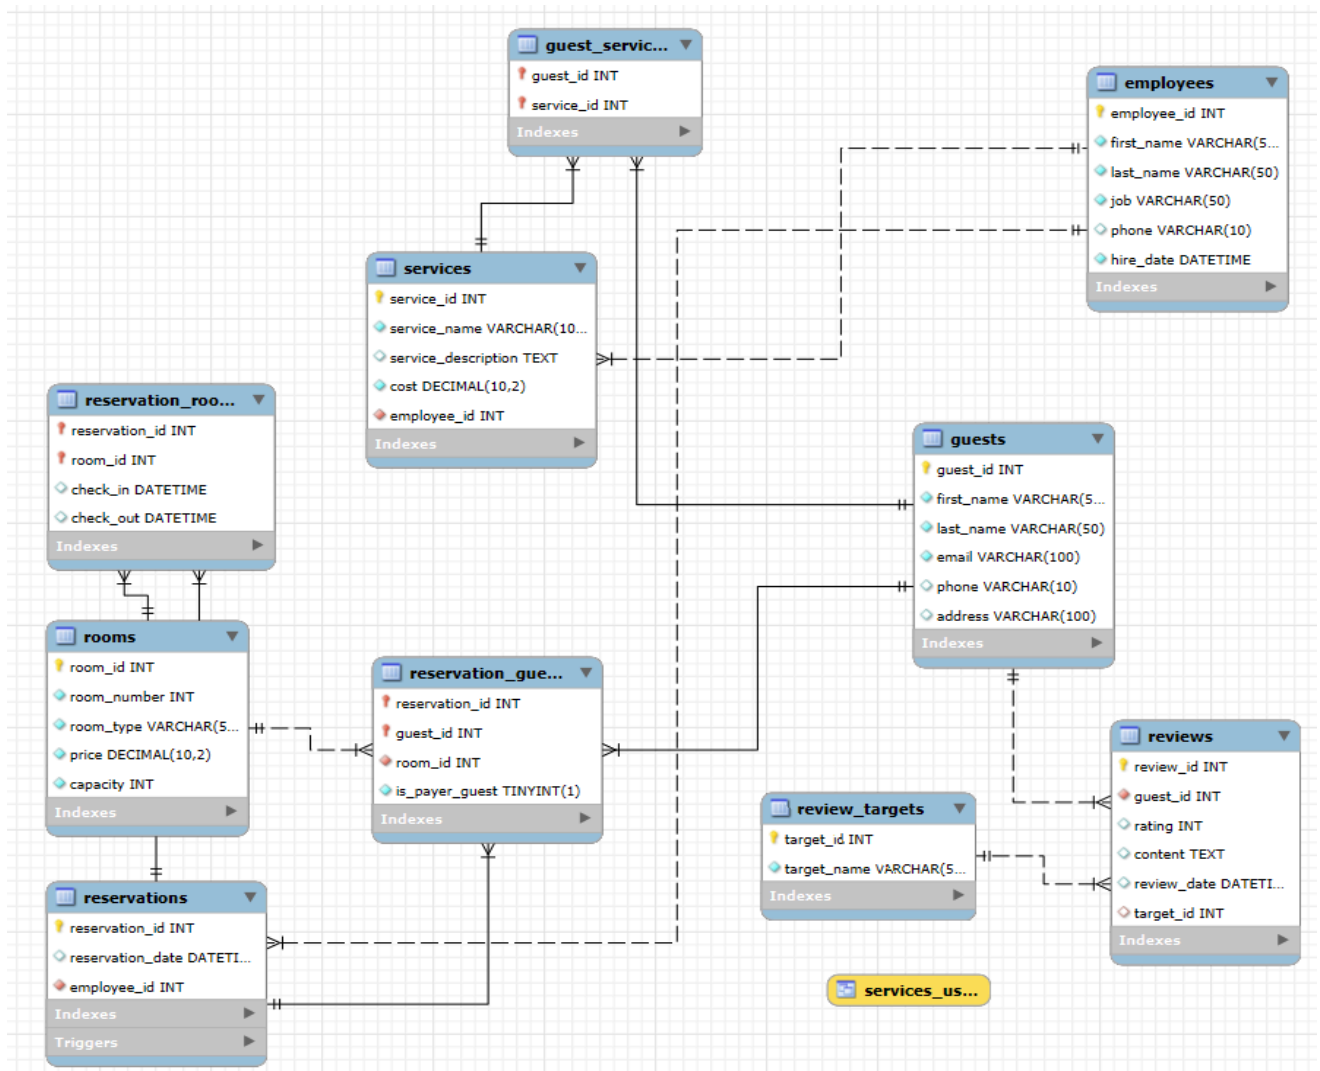 guest_servic...
guest_id INT
service_id INT
Indexes
employees
employee_id INT
first_name VARCHAR(5...
last_name VARCHAR(50)
job VARCHAR(50)
phone VARCHAR(10)
hire_date DATETIME
Indexes
services
service_id INT
service_name VARCHAR(10...
service_description TEXT
cost DECIMAL(10,2)
employee_id INT
Indexes
reservation_roo...
reservation_id INT
room_id INT
check_in DATETIME
check_out DATETIME
Indexes
guests
guest_id INT
first_name VARCHAR(5...
last_name VARCHAR(50)
email VARCHAR(100)
phone VARCHAR(10)
address VARCHAR(100)
Indexes
rooms
room_id INT
room_number INT
room_type VARCHAR(5...
price DECIMAL(10,2)
capacity INT
Indexes
reservation_gue...
reservation_id INT
guest_id INT
room_id INT
is_payer_guest TINYINT(1)
Indexes
reviews
review_id INT
guest_id INT
rating INT
content TEXT
review_date DATETI...
target_id INT
Indexes
review_targets
target_id INT
target_name VARCHAR(5...
Indexes
reservations
reservation_id INT
reservation_date DATETI...
employee_id INT
Indexes
Triggers
services_us...